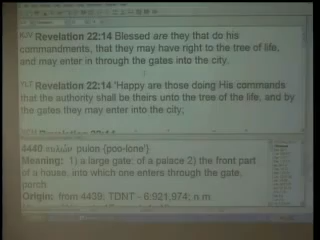 KJV Revelation 22:14 Blessed are they that do his
commandments, that they may have right to the tree of life,
and may enter in through the gates into the city.
YLT Revelation 22:14 'Happy are those doing His commands
that the authority shall be theirs unto the tree of the life, and by
the gates they may enter into the city;
4440 πυλών pulon {poo-lone'}
Meaning: 1) a large gate: of a palace 2) the front part
of a house, into which one enters through the gate,
porch
Origin: from 4439; TDNT - 6:921,974; n m